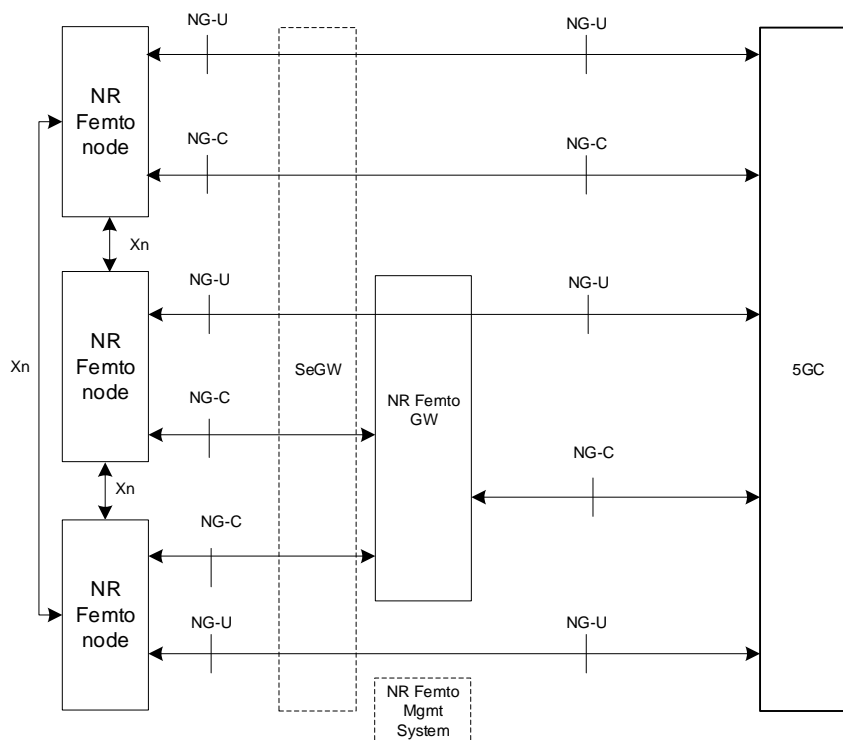 NG-U
NG-U
NR
Femto
node
NG-C
NG-C
Xn
NG-U
NG-U
NR
Femto
node
Xn
SeGW
5GC
NG-C
NR Femto
GW
NG-C
Xn
NG-C
NR
Femto
node
NG-U
NG-U
NR Femto
Mgmt
System